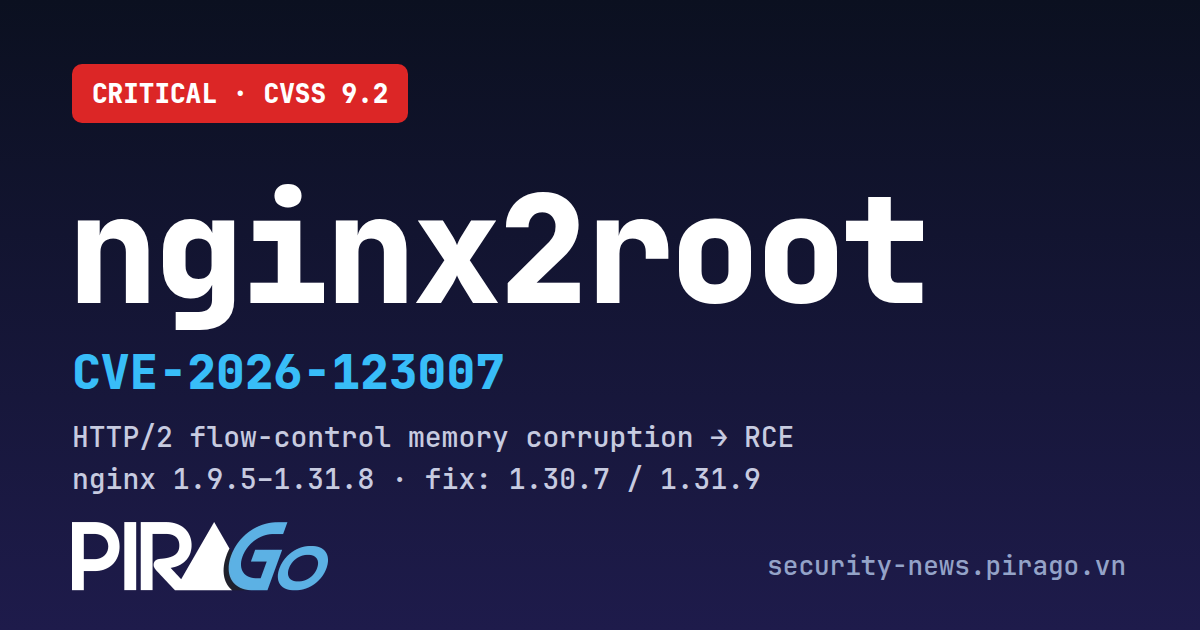 CRITICAL · CVSS 9.2
nginx2root
CVE-2026-123007
HTTP/2 flow-control memory corruption → RCE
nginx 1.9.5–1.31.8 · fix: 1.30.7 / 1.31.9
PIRAGo
security-news.pirago.vn